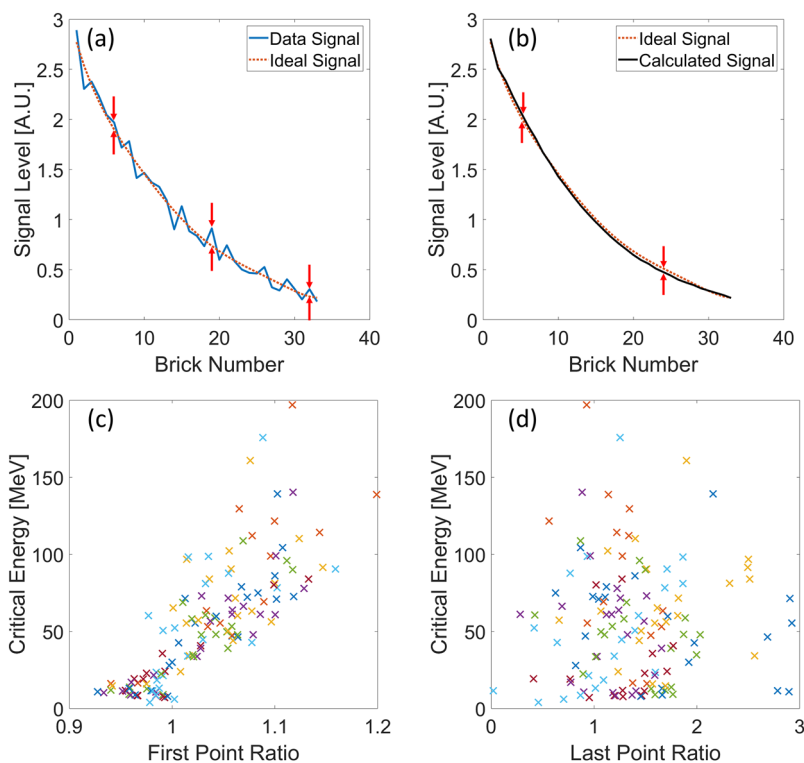 (a)
Data Signal
Ideal Signal
3
2.5
2
1.5
1
0.5
0
0 10 20 30 40
Signal Level [A.U.]
Brick Number
(b)
Ideal Signal
Calculated Signal
3
2.5
2
1.5
1
0.5
0
0 10 20 30 40
Signal Level [A.U.]
Brick Number
(c)
200
150
100
50
0
0.9 1 1.1 1.2
Critical Energy [MeV]
First Point Ratio
(d)
200
150
100
50
0
0 1 2 3
Critical Energy [MeV]
Last Point Ratio